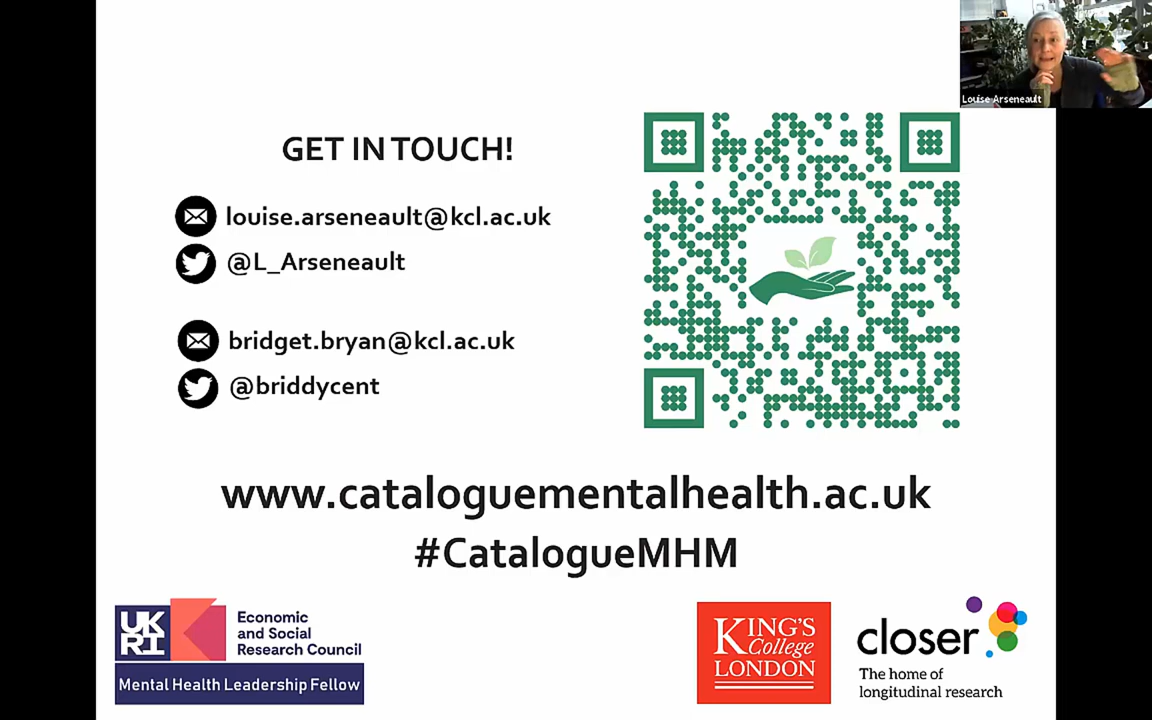 Louise Arseneault
GET IN TOUCH!
louise.arseneault@kcl.ac.uk
@L_Arseneault
bridget.bryan@kcl.ac.uk
@briddycent
www.cataloguementalhealth.ac.uk
#CatalogueMHM
UK
RI
Economic
and Social
Research Council
Mental Health Leadership Fellow
KING'S
College
LONDON
closer
The home of
longitudinal research